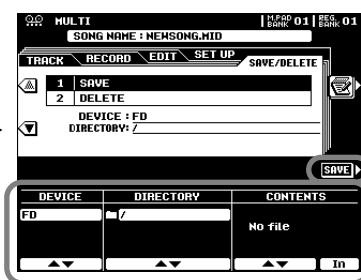 MULTI
M.PAD BANK 01 REG. BANK 01
SONG NAME : NEWSONG.MID
TRACK RECORD EDIT SET UP SAVE/DELETE
1 SAVE
2 DELETE
DEVICE : FD
DIRECTORY: /
SAVE
DEVICE DIRECTORY CONTENTS
FD / No file
In